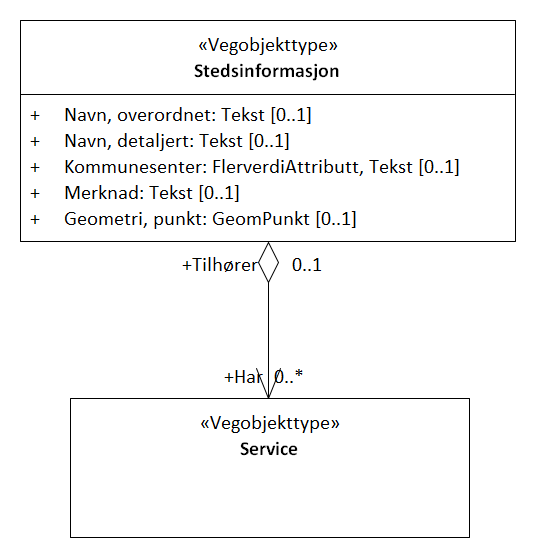 «Vegobjekttype»
Stedsinformasjon
+ Navn, overordnet: Tekst [0..1]
+ Navn, detaljert: Tekst [0..1]
+ Kommunesenter: FlerverdiAttributt, Tekst [0..1]
+ Merknad: Tekst [0..1]
+ Geometri, punkt: GeomPunkt [0..1]
+Tilhører 0..1
+Har 0..*
«Vegobjekttype»
Service